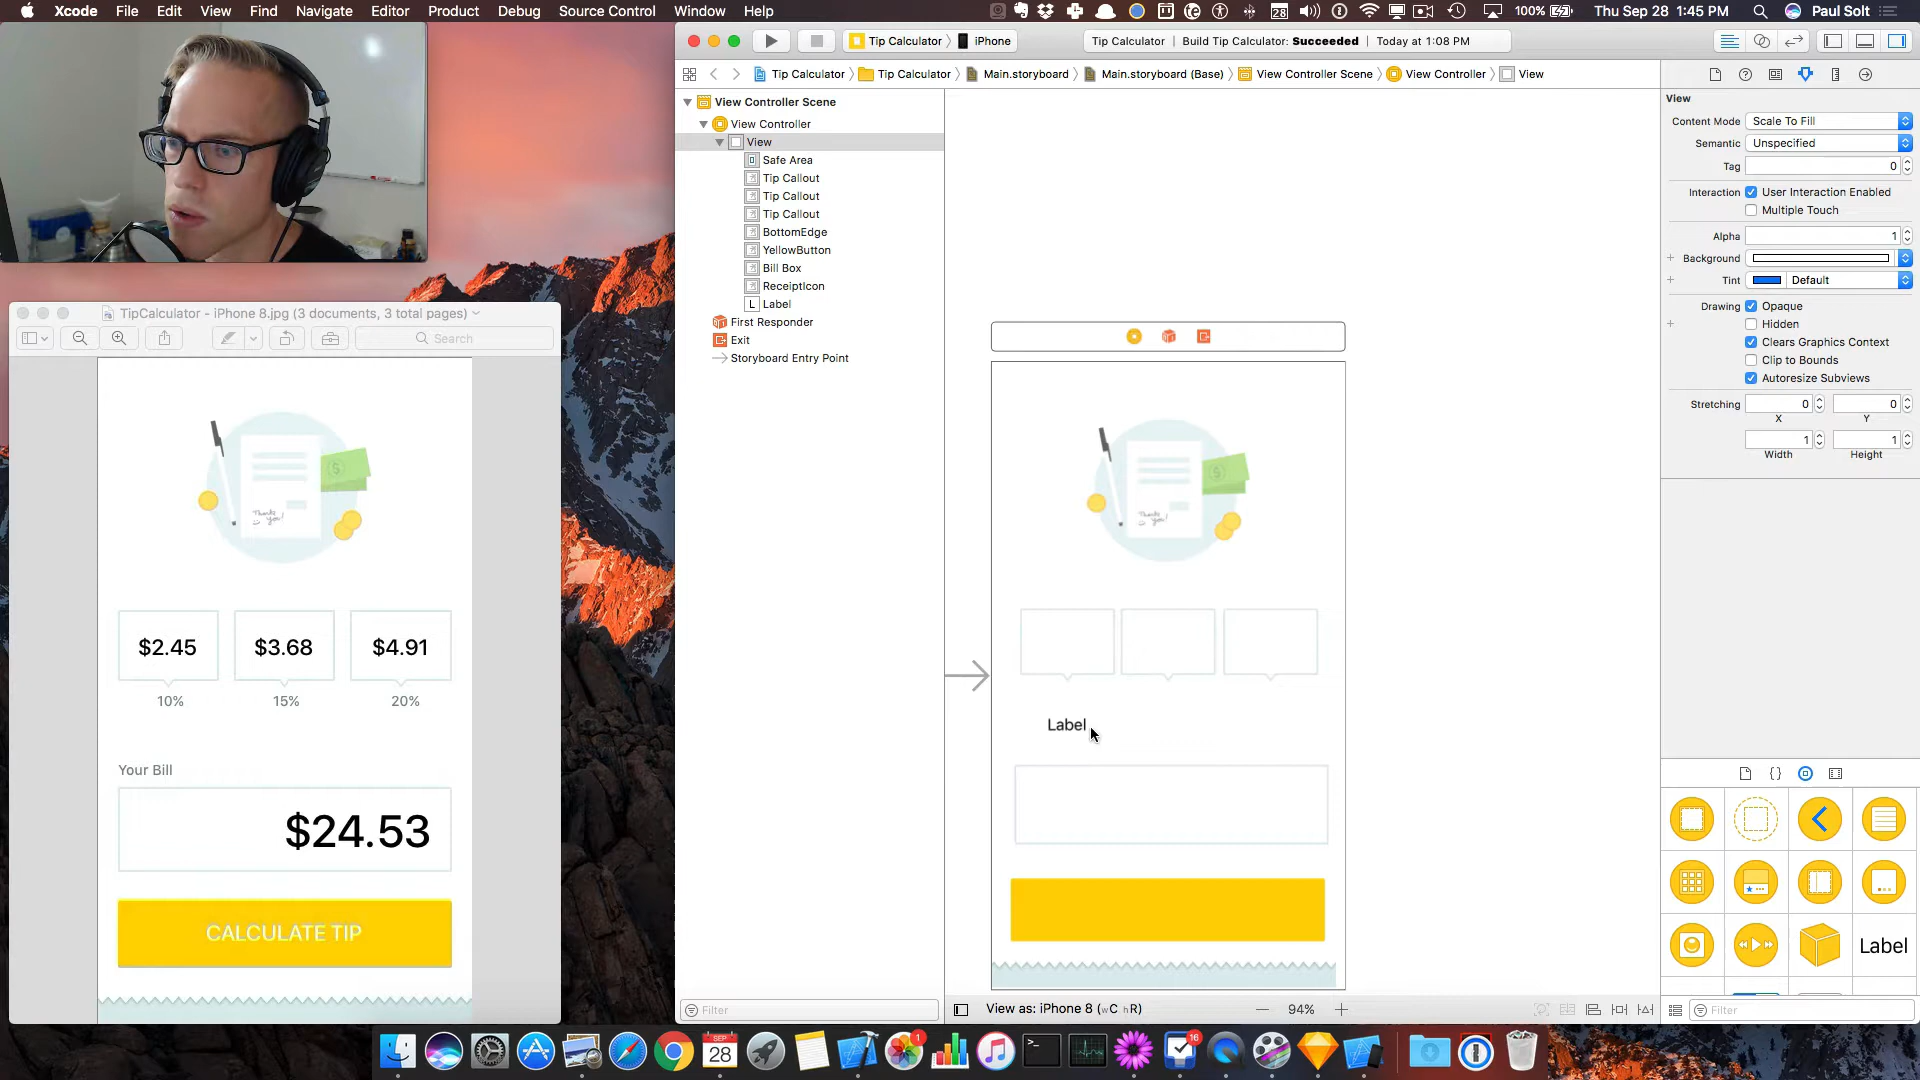 Xcode File Edit View Find Navigate Editor Product Debug Source Control Window Help
28 100% Thu Sep 28 1:45 PM Paul Solt
Tip Calculator iPhone
Tip Calculator | Build Tip Calculator: Succeeded | Today at 1:08 PM
Tip Calculator Tip Calculator Main.storyboard Main.storyboard (Base) View Controller Scene View Controller View
View Controller Scene
View Controller
View
Safe Area
Tip Callout
Tip Callout
Tip Callout
BottomEdge
YellowButton
Bill Box
ReceiptIcon
L Label
First Responder
Exit
Storyboard Entry Point
Filter
TipCalculator - iPhone 8.jpg (3 documents, 3 total pages)
Search
Thank you!
$2.45 $3.68 $4.91
10% 15% 20%
Your Bill
$24.53
CALCULATE TIP
Thank you!
Label
View as: iPhone 8 (wC hR)
94%
View
Content Mode Scale To Fill
Semantic Unspecified
Tag 0
Interaction User Interaction Enabled
Multiple Touch
Alpha 1
Background
Tint Default
Drawing Opaque
Hidden
Clears Graphics Context
Clip to Bounds
Autoresize Subviews
Stretching 0 0
X Y
1 1
Width Height
Label
Filter
SEP
28
1
16